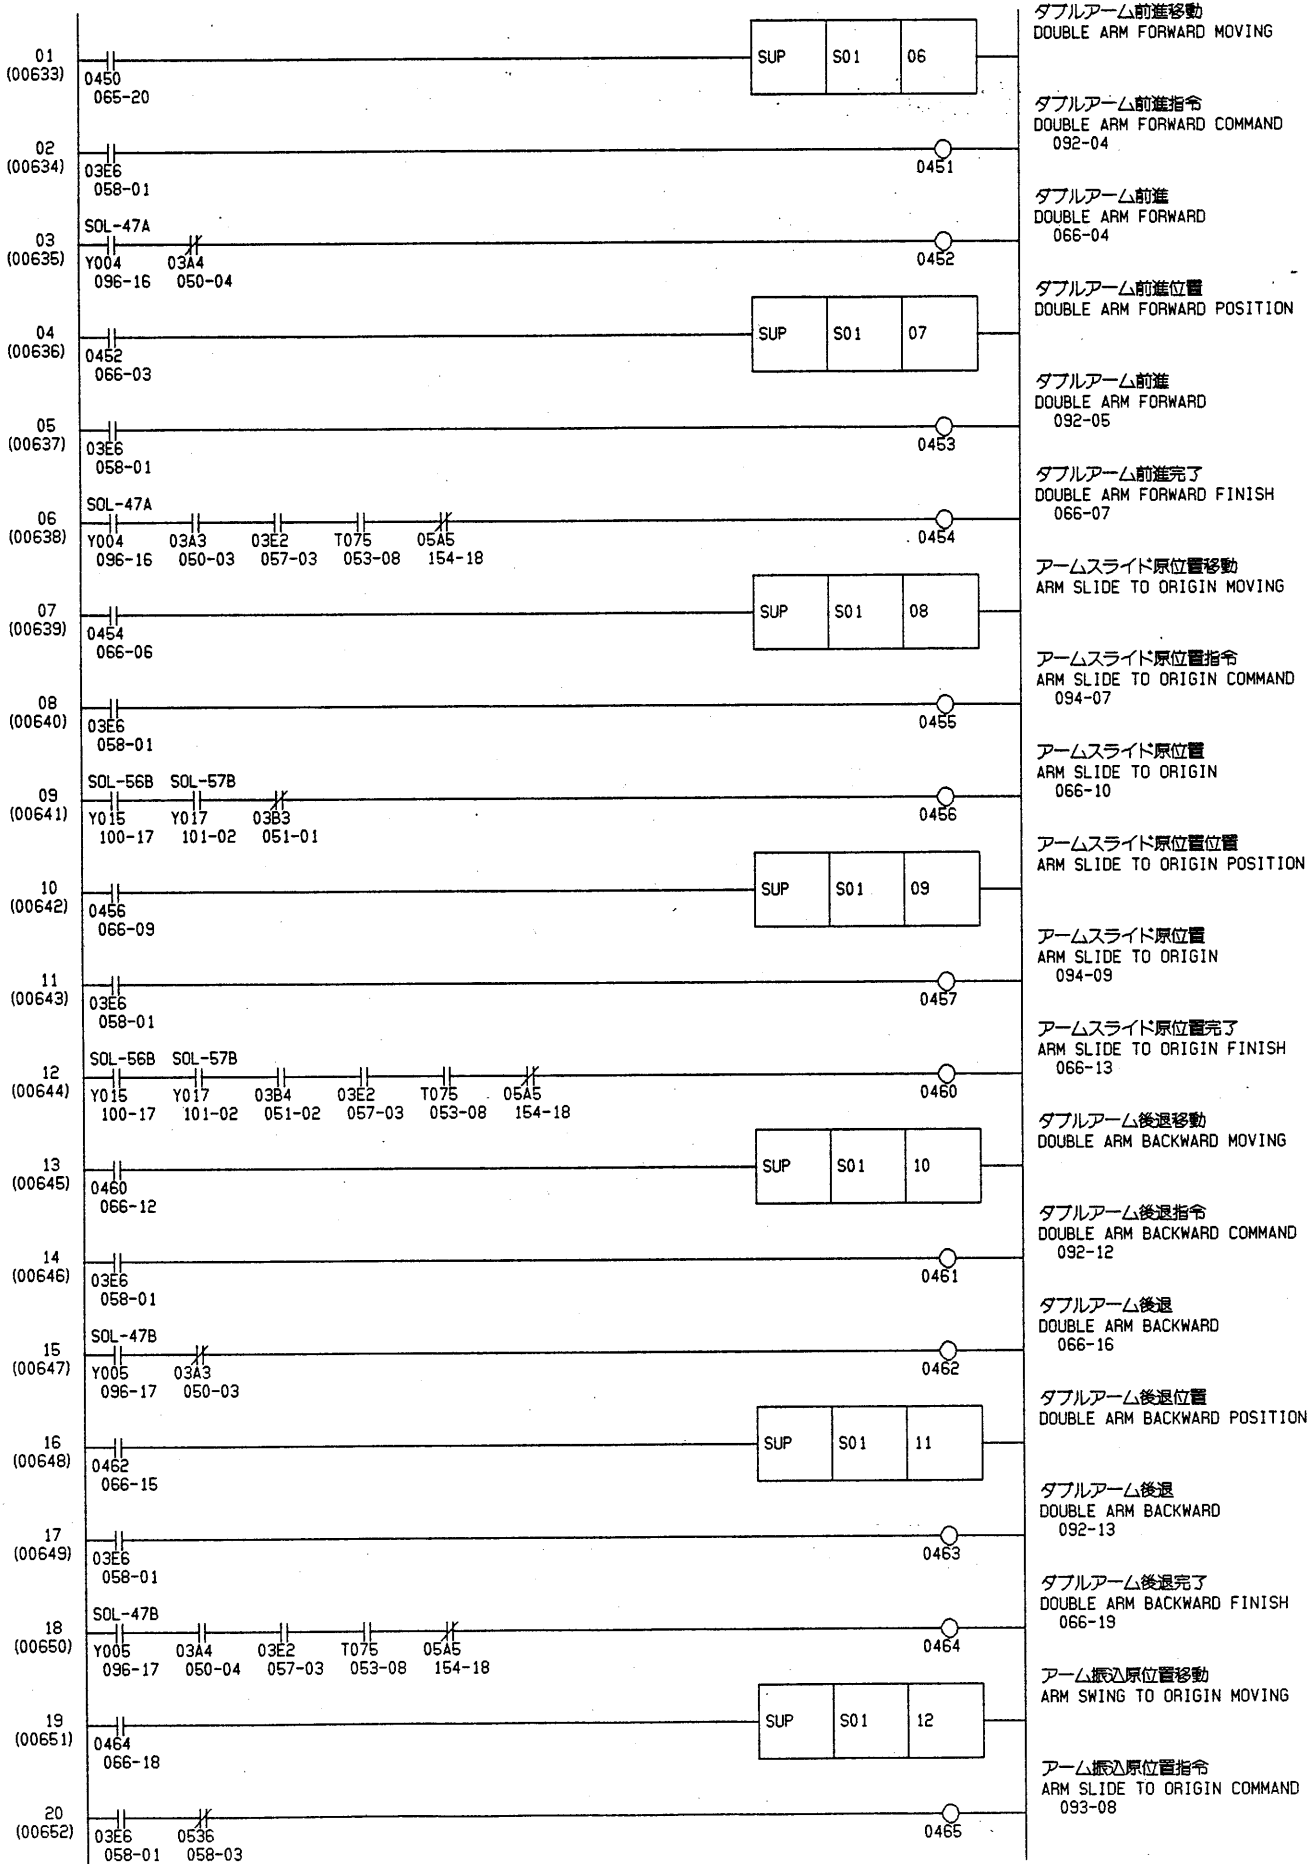 ダブルアーム前進移動
DOUBLE ARM FORWARD MOVING
01
(00633)
0450
065-20
SUP S01 06
ダブルアーム前進指令
DOUBLE ARM FORWARD COMMAND
092-04
02
(00634)
03E6
058-01
0451
ダブルアーム前進
DOUBLE ARM FORWARD
066-04
SOL-47A
03
(00635)
Y004 03A4
096-16 050-04
0452
ダブルアーム前進位置
DOUBLE ARM FORWARD POSITION
04
(00636)
0452
066-03
SUP S01 07
ダブルアーム前進
DOUBLE ARM FORWARD
092-05
05
(00637)
03E6
058-01
0453
ダブルアーム前進完了
DOUBLE ARM FORWARD FINISH
066-07
SOL-47A
06
(00638)
Y004 03A3 03E2 T075 05A5
096-16 050-03 057-03 053-08 154-18
0454
アームスライド原位置移動
ARM SLIDE TO ORIGIN MOVING
07
(00639)
0454
066-06
SUP S01 08
アームスライド原位置指令
ARM SLIDE TO ORIGIN COMMAND
094-07
08
(00640)
03E6
058-01
0455
アームスライド原位置
ARM SLIDE TO ORIGIN
066-10
SOL-56B SOL-57B
09
(00641)
Y015 Y017 03B3
100-17 101-02 051-01
0456
アームスライド原位置位置
ARM SLIDE TO ORIGIN POSITION
10
(00642)
0456
066-09
SUP S01 09
アームスライド原位置
ARM SLIDE TO ORIGIN
094-09
11
(00643)
03E6
058-01
0457
アームスライド原位置完了
ARM SLIDE TO ORIGIN FINISH
066-13
SOL-56B SOL-57B
12
(00644)
Y015 Y017 03B4 03E2 T075 05A5
100-17 101-02 051-02 057-03 053-08 154-18
0460
ダブルアーム後退移動
DOUBLE ARM BACKWARD MOVING
13
(00645)
0460
066-12
SUP S01 10
ダブルアーム後退指令
DOUBLE ARM BACKWARD COMMAND
092-12
14
(00646)
03E6
058-01
0461
ダブルアーム後退
DOUBLE ARM BACKWARD
066-16
SOL-47B
15
(00647)
Y005 03A3
096-17 050-03
0462
ダブルアーム後退位置
DOUBLE ARM BACKWARD POSITION
16
(00648)
0462
066-15
SUP S01 11
ダブルアーム後退
DOUBLE ARM BACKWARD
092-13
17
(00649)
03E6
058-01
0463
ダブルアーム後退完了
DOUBLE ARM BACKWARD FINISH
066-19
SOL-47B
18
(00650)
Y005 03A4 03E2 T075 05A5
096-17 050-04 057-03 053-08 154-18
0464
アーム振込原位置移動
ARM SWING TO ORIGIN MOVING
19
(00651)
0464
066-18
SUP S01 12
アーム振込原位置指令
ARM SLIDE TO ORIGIN COMMAND
093-08
20
(00652)
03E6 0536
058-01 058-03
0465